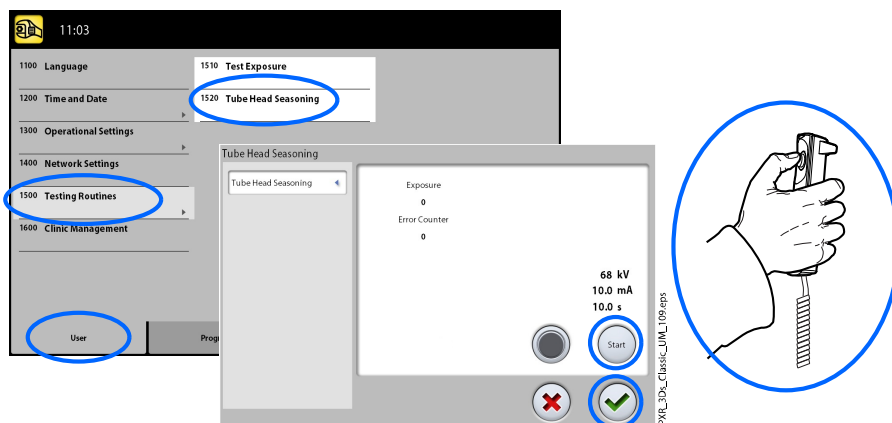 11:03
1100 Language
1510 Test Exposure
1200 Time and Date
1520 Tube Head Seasoning
1300 Operational Settings
1400 Network Settings
1500 Testing Routines
1600 Clinic Management
User
Tube Head Seasoning
Tube Head Seasoning
Exposure
0
Error Counter
0
68 kV
10.0 mA
10.0 s
Start
PXR_3Ds_Classic_UM_109.eps